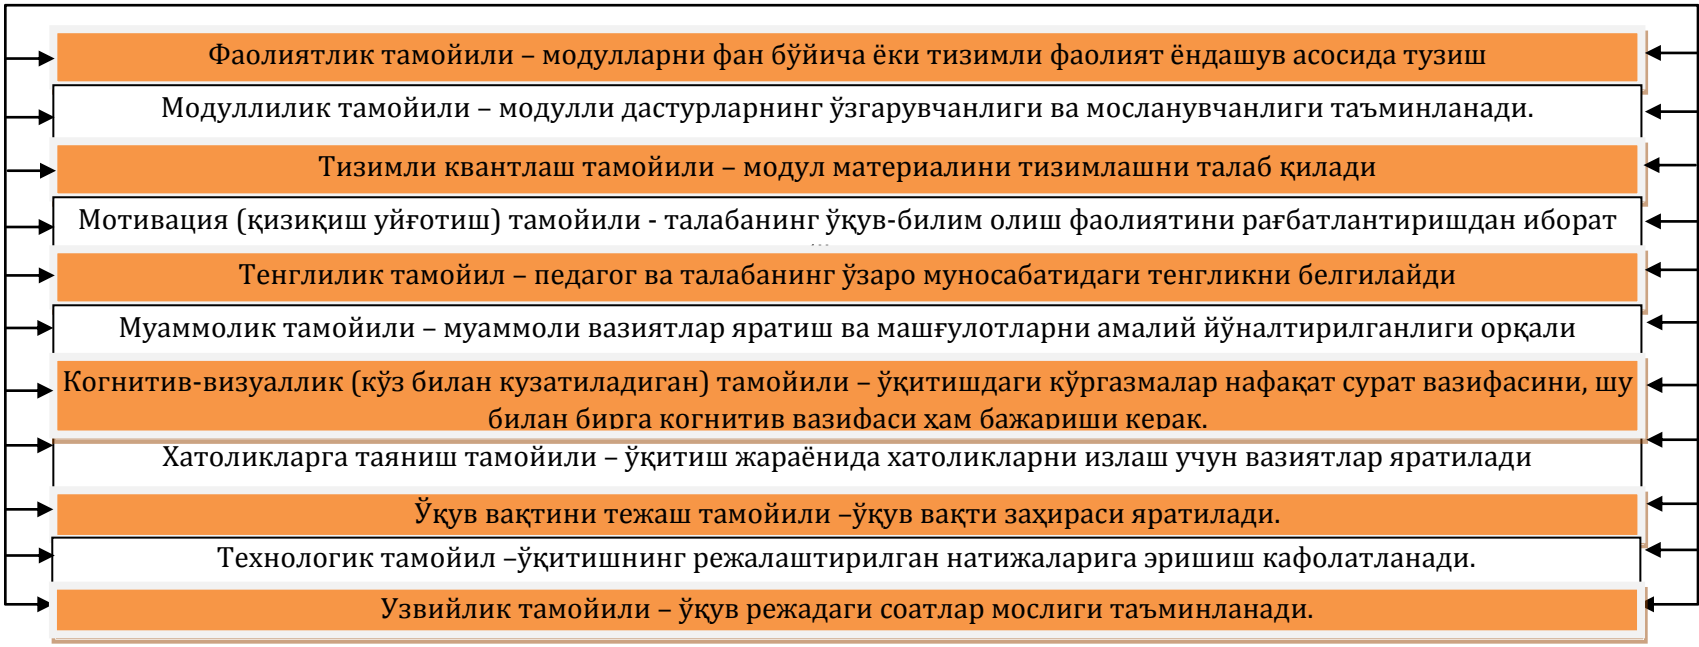 Фаолиятлик тамойили – модулларни фан бўйича ёки тизимли фаолият ёндашув асосида тузиш
Модуллилик тамойили – модулли дастурларнинг ўзгарувчанлиги ва мосланувчанлиги таъминланади.
Тизимли квантлаш тамойили – модул материалини тизимлашни талаб қилади
Мотивация (қизиқиш уйғотиш) тамойили - талабанинг ўқув-билим олиш фаолиятини рағбатлантиришдан иборат
Тенглилик тамойил – педагог ва талабанинг ўзаро муносабатидаги тенгликни белгилайди
Муаммолик тамойили – муаммоли вазиятлар яратиш ва машғулотларни амалий йўналтирилганлиги орқали
Когнитив-визуаллик (кўз билан кузатиладиган) тамойили – ўқитишдаги кўргазмалар нафақат сурат вазифасини, шу
билан бирга когнитив вазифаси ҳам бажариши керак.
Хатоликларга таяниш тамойили – ўқитиш жараёнида хатоликларни излаш учун вазиятлар яратилади
Ўқув вақтини тежаш тамойили –ўқув вақти заҳираси яратилади.
Технологик тамойил –ўқитишнинг режалаштирилган натижаларига эришиш кафолатланади.
Узвийлик тамойили – ўқув режадаги соатлар мослиги таъминланади.